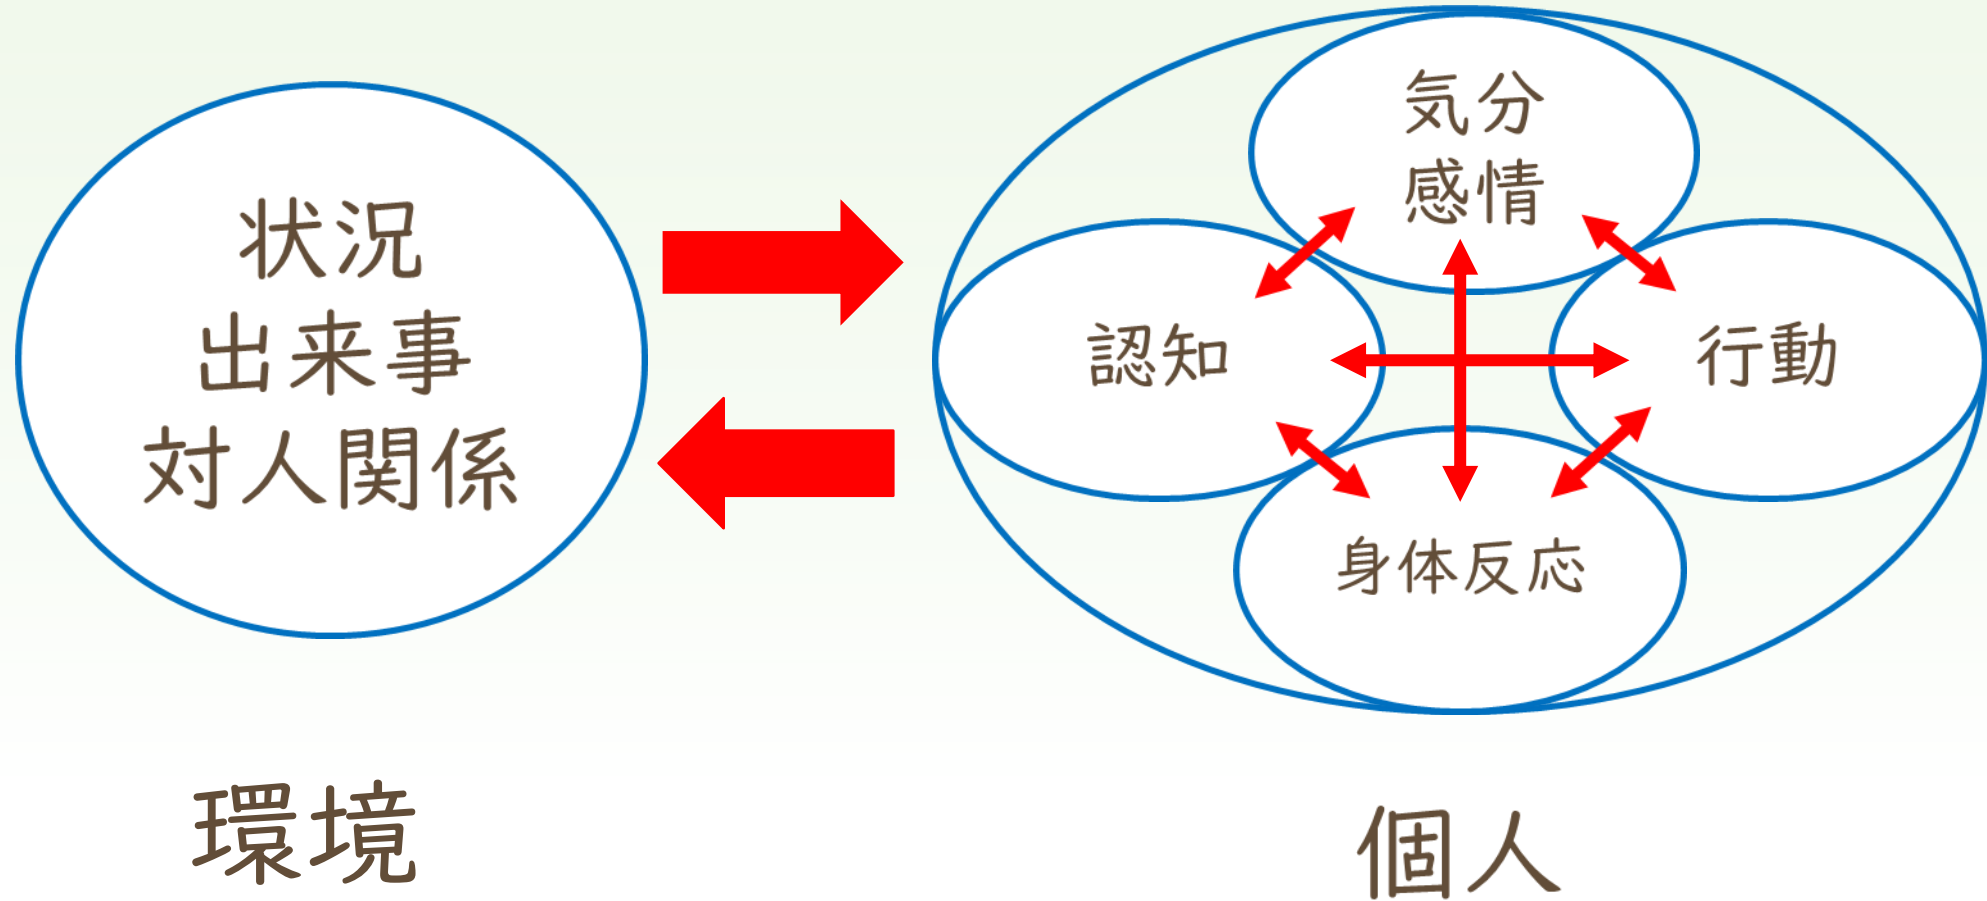 状況
出来事
対人関係
環境
気分
感情
認知
行動
身体反応
個人